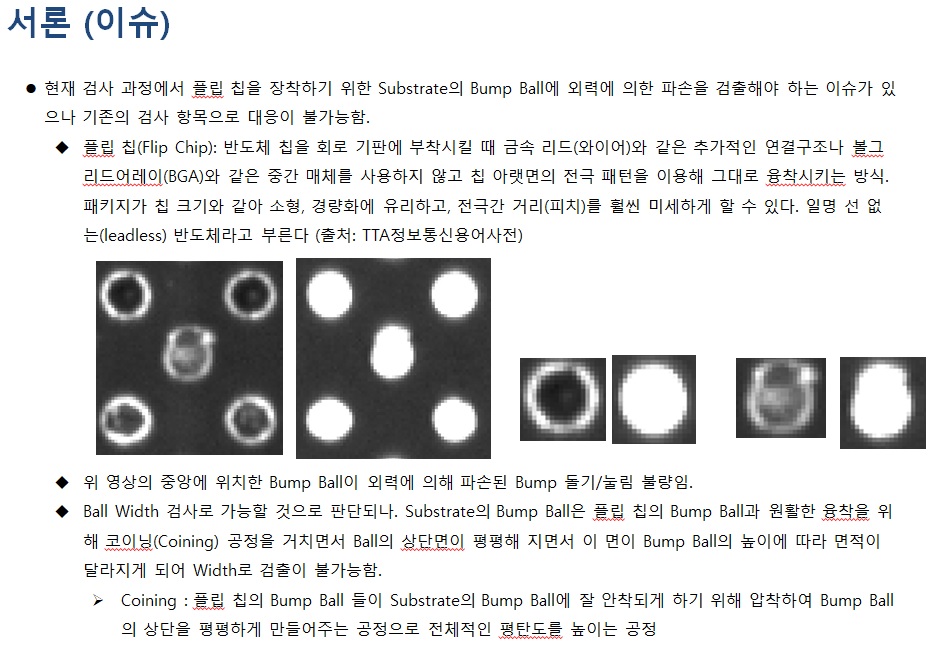 서론 (이슈)
● 현재 검사 과정에서 플립 칩을 장착하기 위한 Substrate의 Bump Ball에 외력에 의한 파손을 검출해야 하는 이슈가 있
으나 기존의 검사 항목으로 대응이 불가능함.
◆ 플립 칩(Flip Chip): 반도체 칩을 회로 기판에 부착시킬 때 금속 리드(와이어)와 같은 추가적인 연결구조나 볼그
리드어레이(BGA)와 같은 중간 매체를 사용하지 않고 칩 아랫면의 전극 패턴을 이용해 그대로 융착시키는 방식.
패키지가 칩 크기와 같아 소형, 경량화에 유리하고, 전극간 거리(피치)를 훨씬 미세하게 할 수 있다. 일명 선 없
는(leadless) 반도체라고 부른다 (출처: TTA정보통신용어사전)
◆ 위 영상의 중앙에 위치한 Bump Ball이 외력에 의해 파손된 Bump 돌기/눌림 불량임.
◆ Ball Width 검사로 가능할 것으로 판단되나. Substrate의 Bump Ball은 플립 칩의 Bump Ball과 원활한 융착을 위
해 코이닝(Coining) 공정을 거치면서 Ball의 상단면이 평평해 지면서 이 면이 Bump Ball의 높이에 따라 면적이
달라지게 되어 Width로 검출이 불가능함.
➢ Coining : 플립 칩의 Bump Ball 들이 Substrate의 Bump Ball에 잘 안착되게 하기 위해 압착하여 Bump Ball
의 상단을 평평하게 만들어주는 공정으로 전체적인 평탄도를 높이는 공정